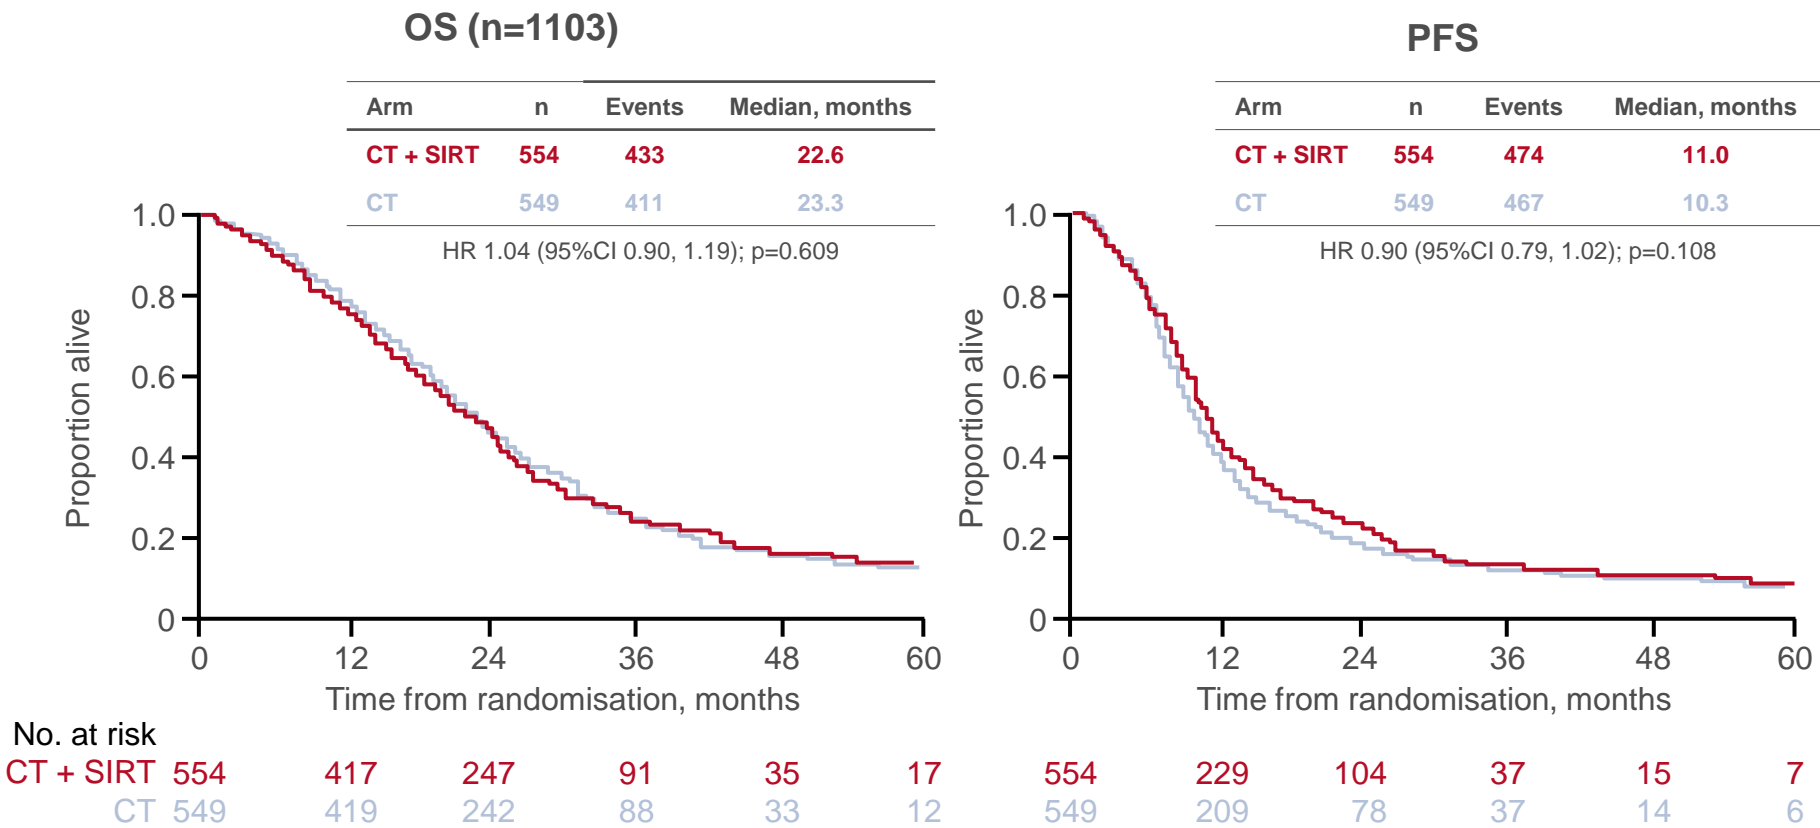 OS (n=1103)
Arm n Events Median, months
CT + SIRT 554 433 22.6
CT 549 411 23.3
HR 1.04 (95%CI 0.90, 1.19); p=0.609
Proportion alive
1.0
0.8
0.6
0.4
0.2
0
0 12 24 36 48 60
Time from randomisation, months
PFS
Arm n Events Median, months
CT + SIRT 554 474 11.0
CT 549 467 10.3
HR 0.90 (95%CI 0.79, 1.02); p=0.108
Proportion alive
1.0
0.8
0.6
0.4
0.2
0
0 12 24 36 48 60
Time from randomisation, months
No. at risk
CT + SIRT 554 417 247 91 35 17 554 229 104 37 15 7
CT 549 419 242 88 33 12 549 209 78 37 14 6